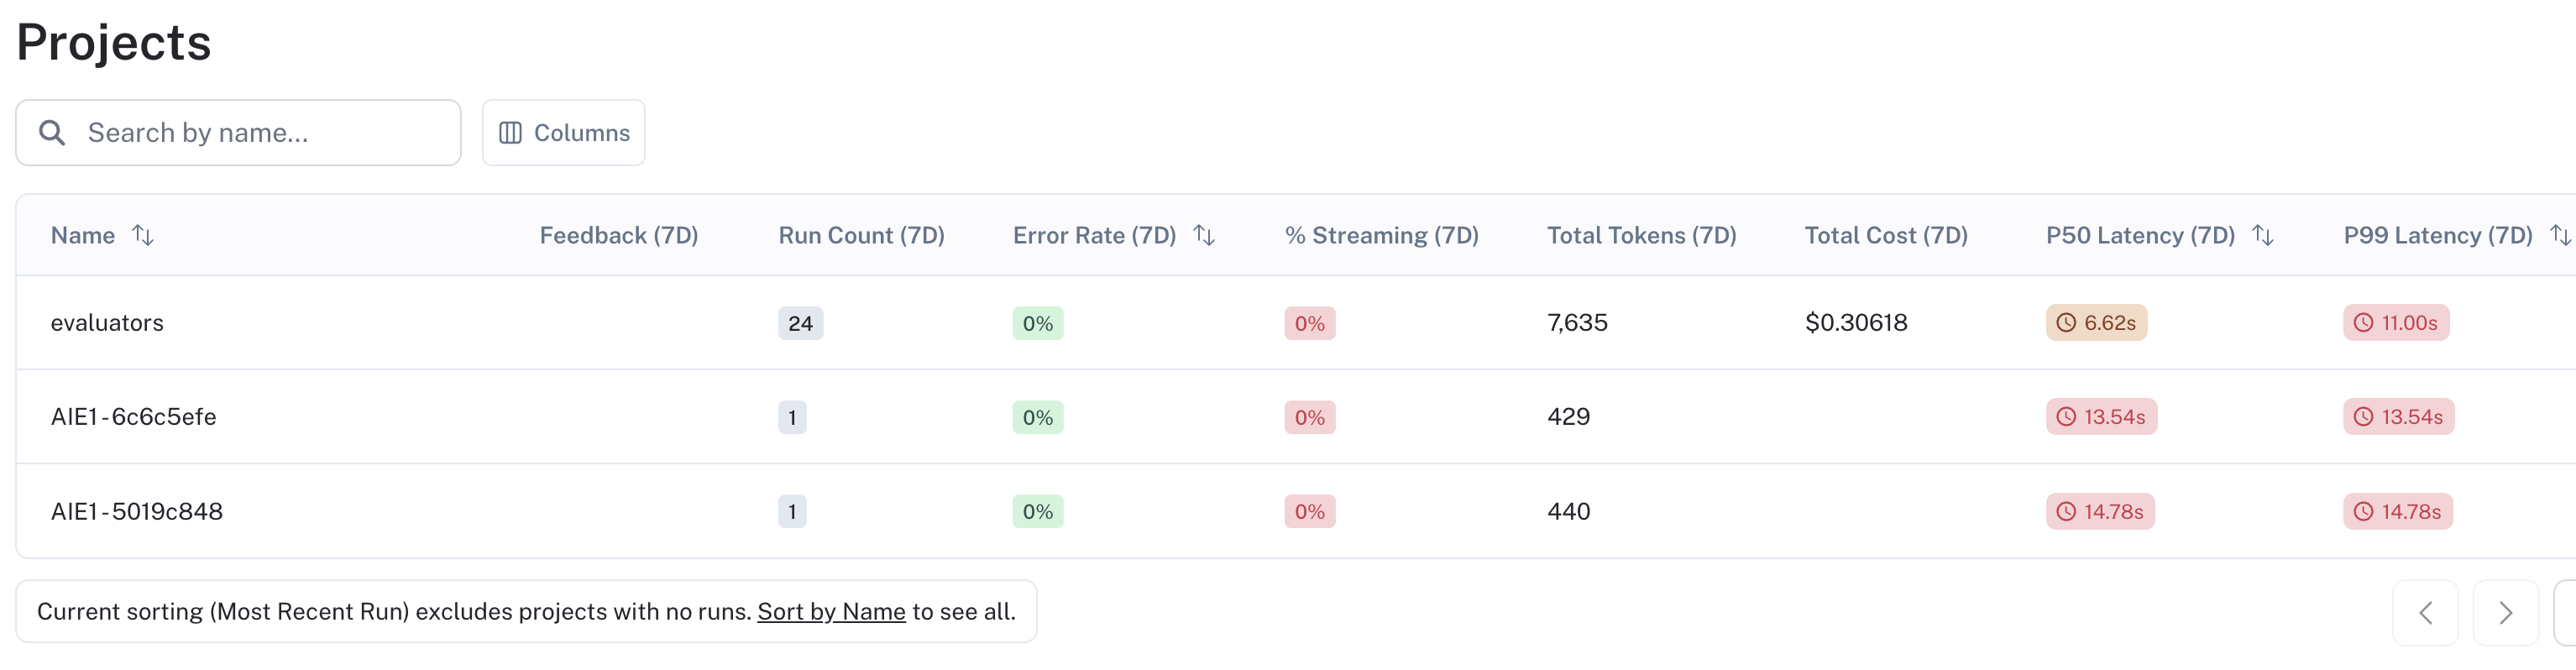 Projects
Search by name...
Columns
Name Feedback (7D) Run Count (7D) Error Rate (7D) % Streaming (7D) Total Tokens (7D) Total Cost (7D) P50 Latency (7D) P99 Latency (7D)
evaluators 24 0% 0% 7,635 $0.30618 6.62s 11.00s
AIE1 - 6c6c5efe 1 0% 0% 429 13.54s 13.54s
AIE1 - 5019c848 1 0% 0% 440 14.78s 14.78s
Current sorting (Most Recent Run) excludes projects with no runs. Sort by Name to see all.